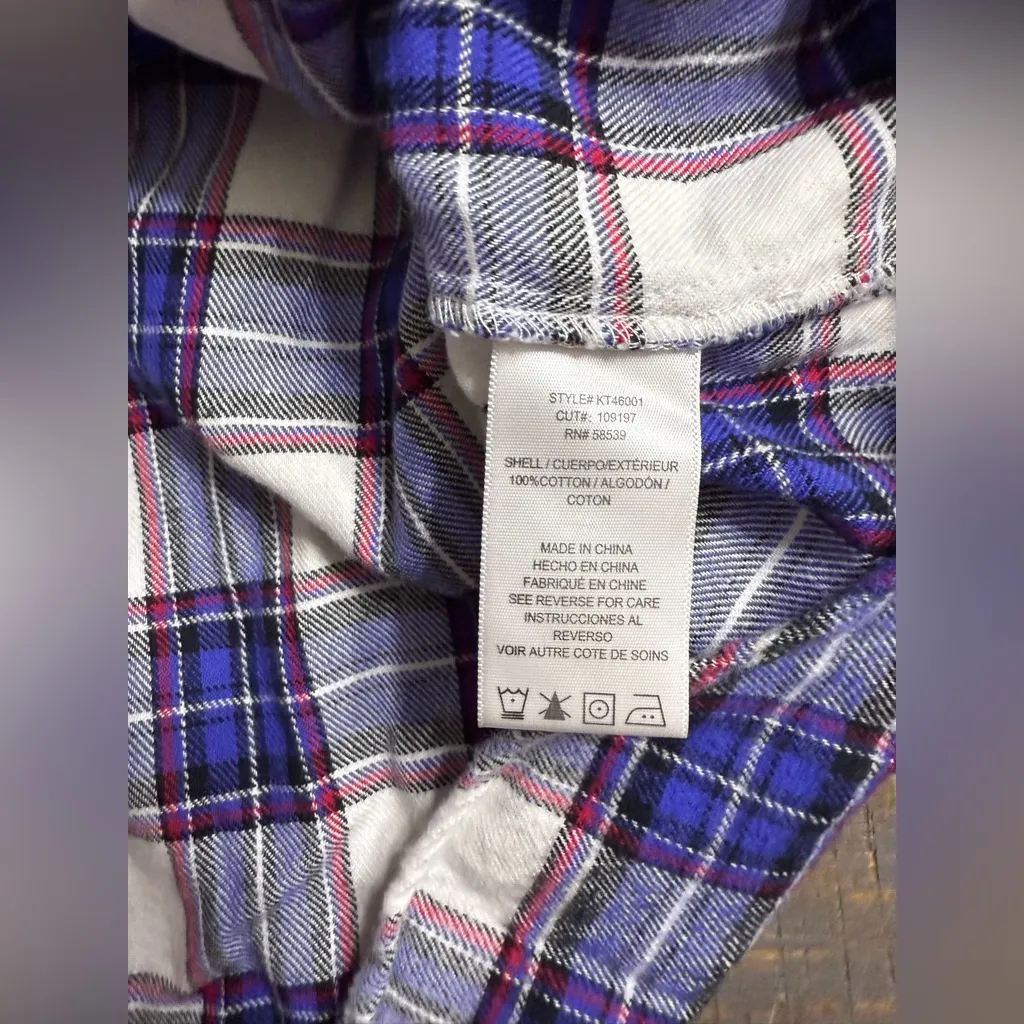 STYLE# KT46001
CUT#: 109197
RN# 58539
SHELL / CUERPO/EXTÉRIEUR
100%COTTON / ALGODÓN /
COTON
MADE IN CHINA
HECHO EN CHINA
FABRIQUÉ EN CHINE
SEE REVERSE FOR CARE
INSTRUCCIONES AL
REVERSO
VOIR AUTRE COTE DE SOINS